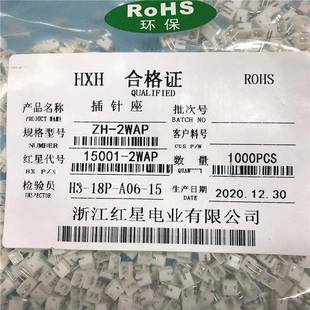 RoHS
环保
HXH 合格证 ROHS
QUALIFIED
产品名称 插针座 批次号
PRODUCT NAME BATCH NO
规格型号 ZH-2WAP 客户料号
NUMBER CUS P/N
红星代号 15001-2WAP 数量 1000PCS
HX P/N QUANTITY
检验员 H3-18P-A06-15 生产日期 2020.12.30
INSPECTOR DATE
浙江红星电业有限公司